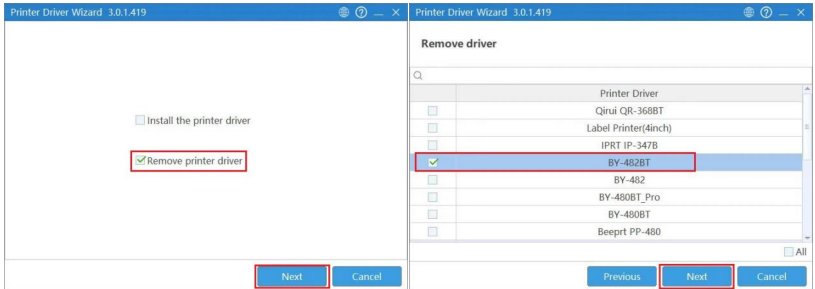 Printer Driver Wizard 3.0.1.419
Install the printer driver
Remove printer driver
Next
Cancel
Printer Driver Wizard 3.0.1.419
Remove driver
Printer Driver
Qirui QR-368BT
Label Printer(4inch)
IPRT IP-347B
BY-482BT
BY-482
BY-480BT_Pro
BY-480BT
Beeprt PP-480
All
Previous
Next
Cancel